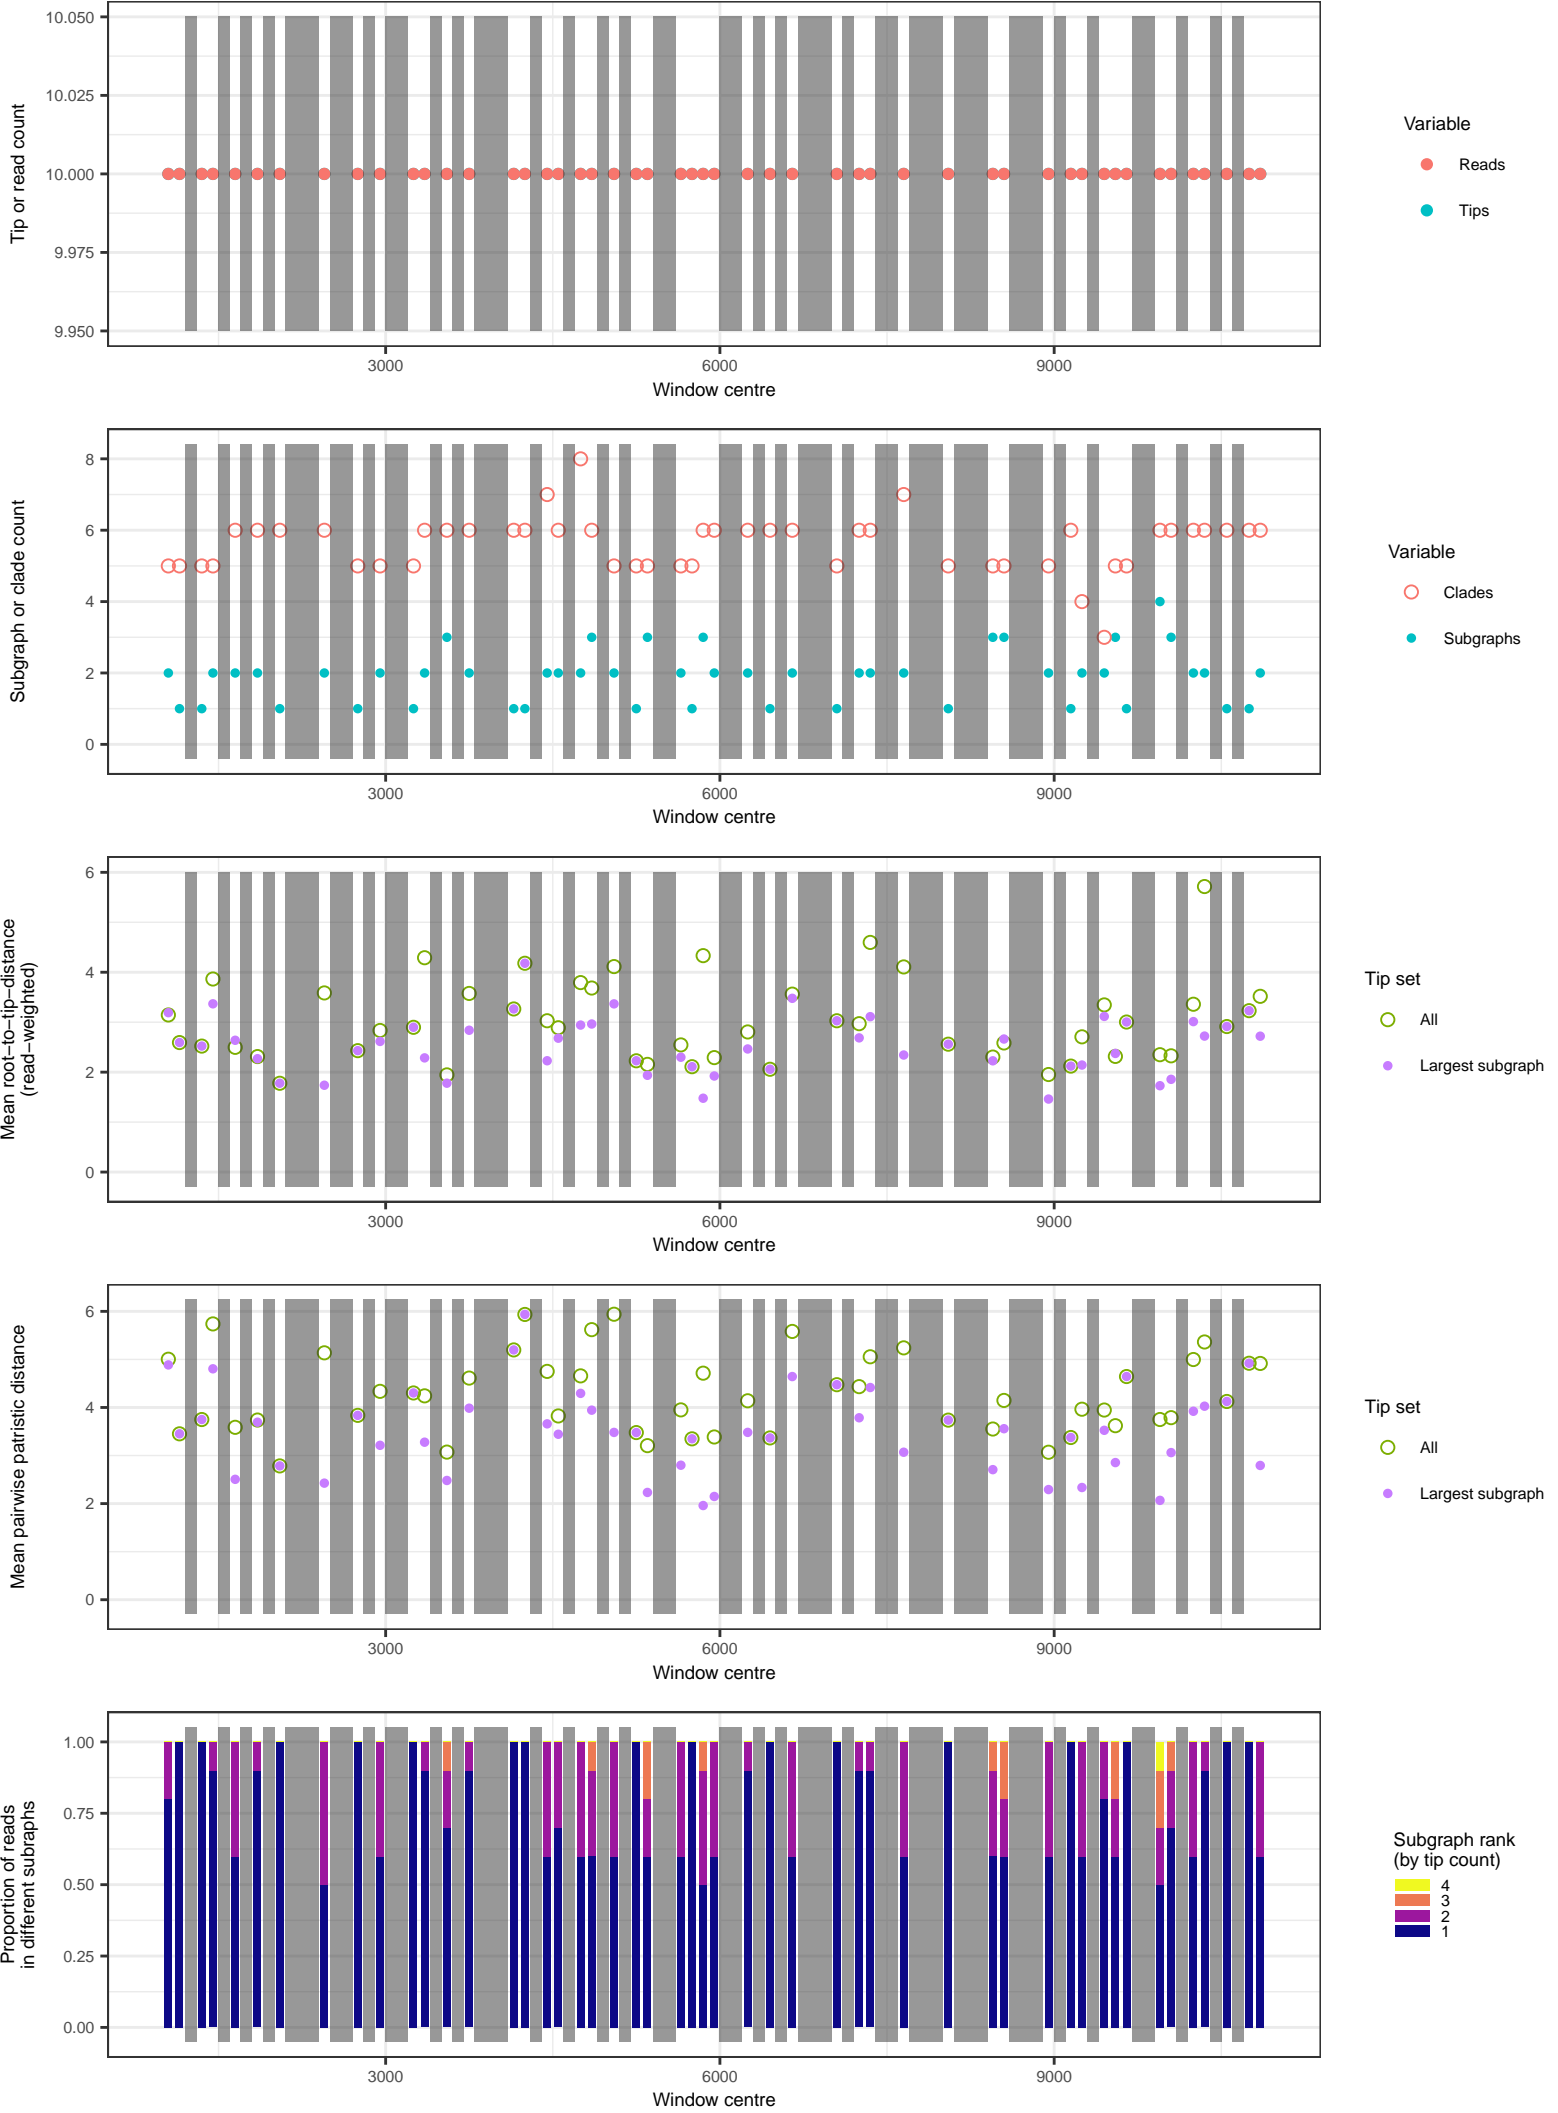 Tip or read count
10.050
10.025
10.000
9.975
9.950
3000
6000
9000
Window centre
Variable
Reads
Tips
Subgraph or clade count
8
6
4
2
0
3000
6000
9000
Window centre
Variable
Clades
Subgraphs
Mean root−to−tip−distance
(read−weighted)
6
4
2
0
3000
6000
9000
Window centre
Tip set
All
Largest subgraph
Mean pairwise patristic distance
6
4
2
0
3000
6000
9000
Window centre
Tip set
All
Largest subgraph
Proportion of reads
in different subraphs
1.00
0.75
0.50
0.25
0.00
3000
6000
9000
Window centre
Subgraph rank
(by tip count)
4
3
2
1